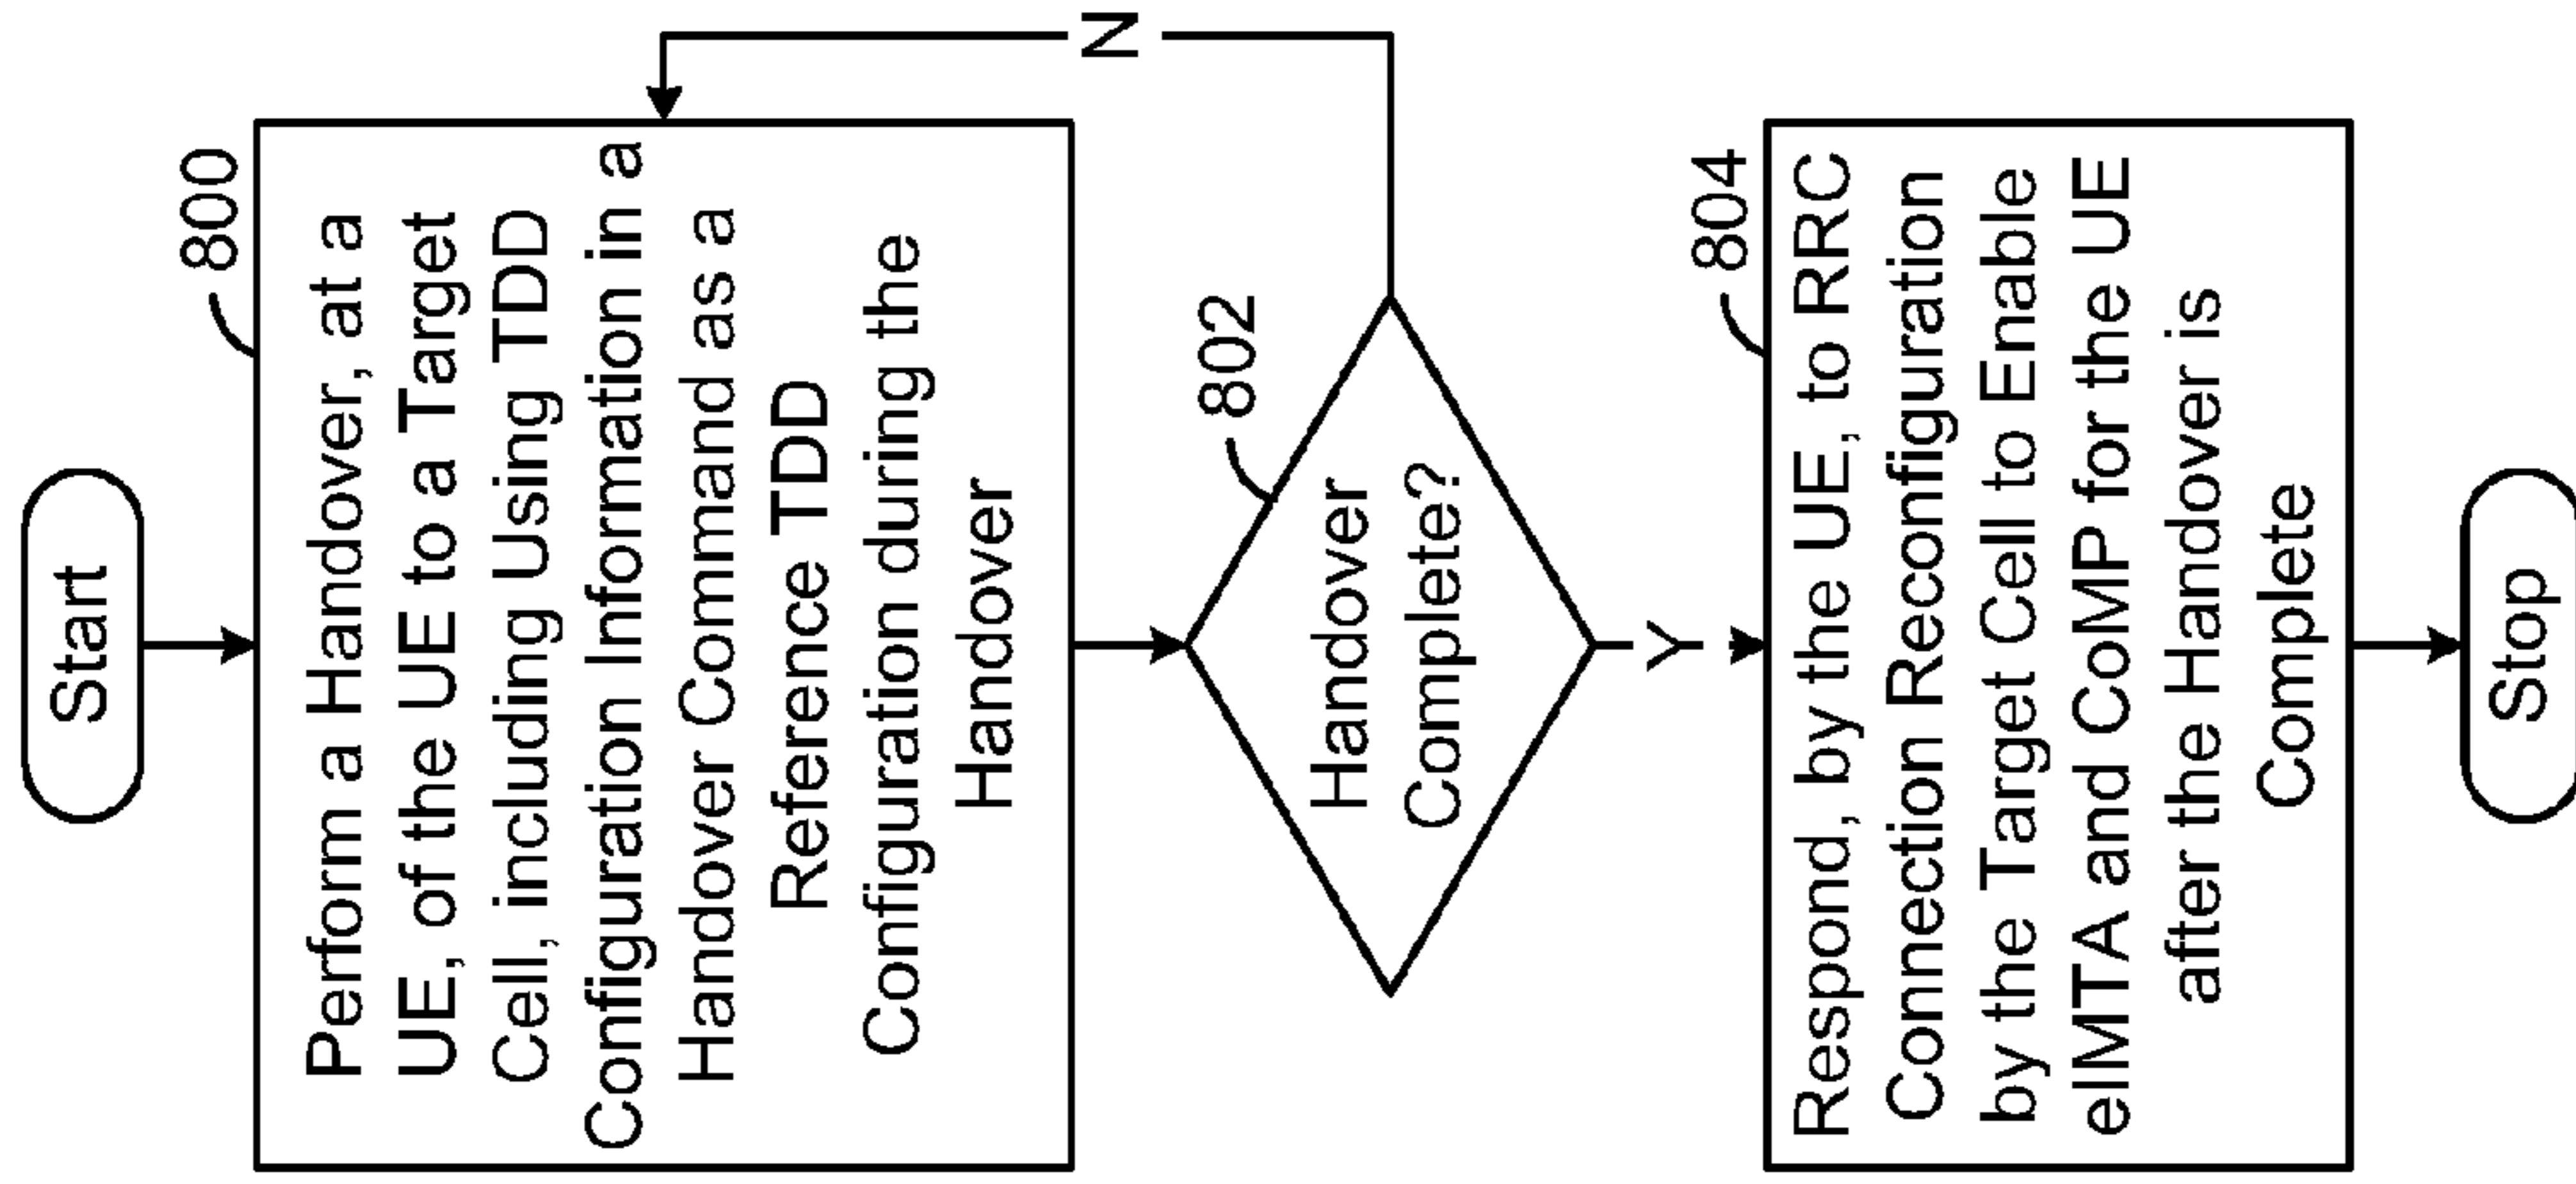 Start
800
Perform a Handover, at a
UE, of the UE to a Target
Cell, including Using TDD
Configuration Information in a
Handover Command as a
Reference TDD
Configuration during the
Handover
802
Handover
Complete?
N
Y
804
Respond, by the UE, to RRC
Connection Reconfiguration
by the Target Cell to Enable
eIMTA and CoMP for the UE
after the Handover is
Complete
Stop